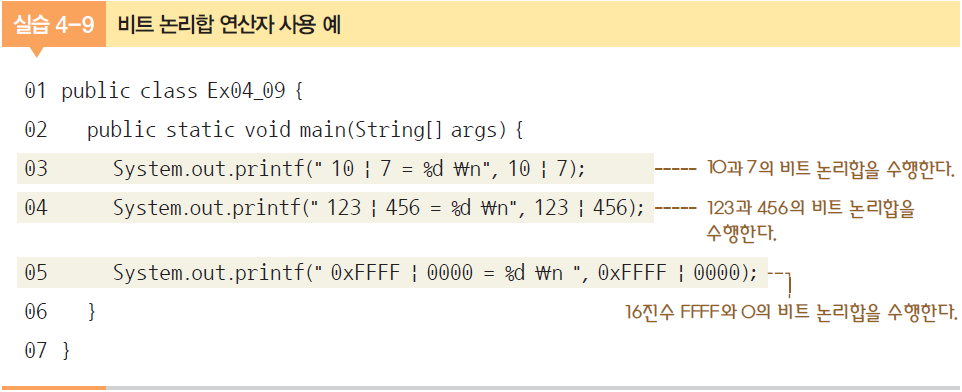 실습 4-9 비트 논리합 연산자 사용 예
01 public class Ex04_09 {
02 public static void main(String[] args) {
03 System.out.printf(" 10 ¦ 7 = %d ₩n", 10 ¦ 7); ----- 10과 7의 비트 논리합을 수행한다.
04 System.out.printf(" 123 ¦ 456 = %d ₩n", 123 ¦ 456); ----- 123과 456의 비트 논리합을
수행한다.
05 System.out.printf(" 0xFFFF ¦ 0000 = %d ₩n ", 0xFFFF ¦ 0000);
06 }
16진수 FFFF와 0의 비트 논리합을 수행한다.
07 }